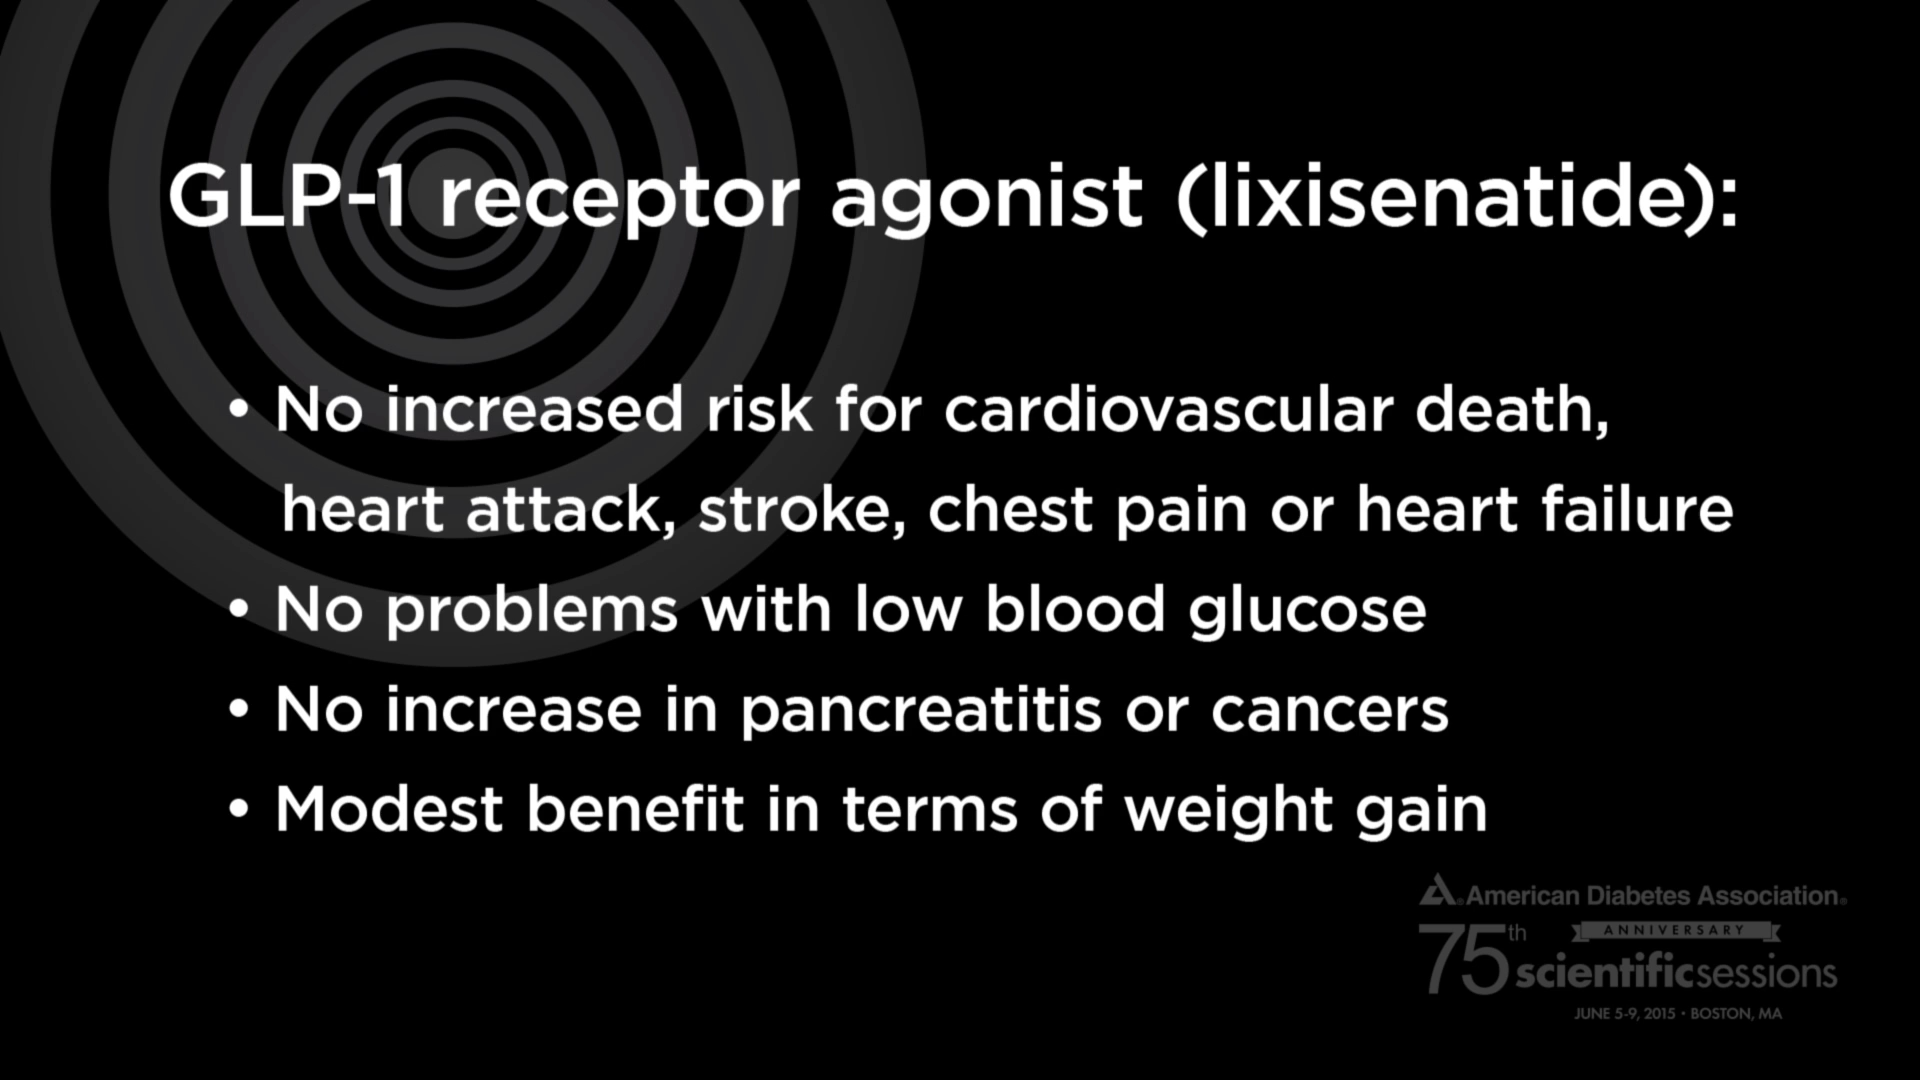 GLP-1 receptor agonist (lixisenatide):
• No increased risk for cardiovascular death,
heart attack, stroke, chest pain or heart failure
• No problems with low blood glucose
• No increase in pancreatitis or cancers
• Modest benefit in terms of weight gain
American Diabetes Association®
75th ANNIVERSARY
scientificsessions
JUNE 5-9, 2015 • BOSTON, MA